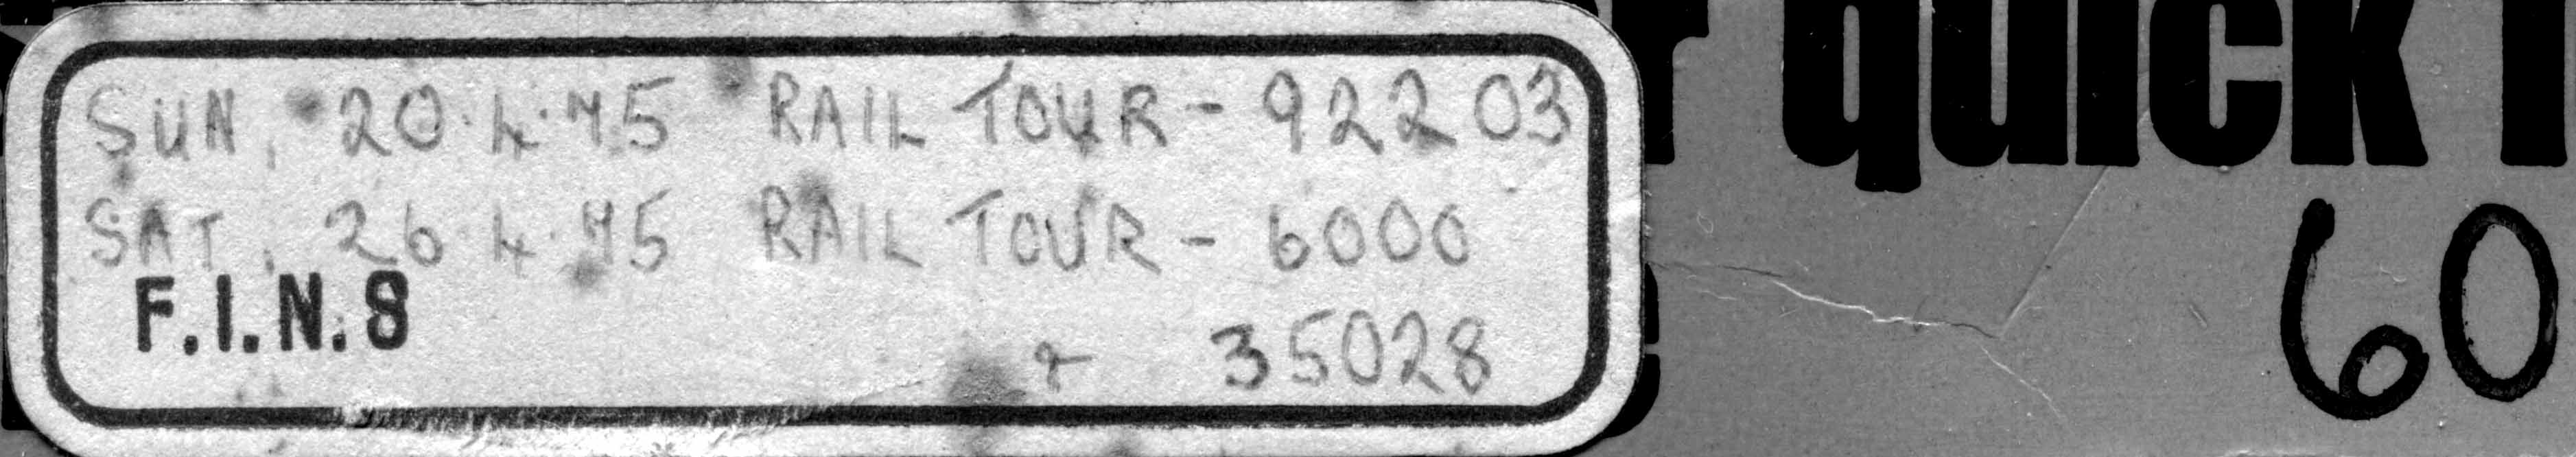 SUN. 20.4.75 RAIL TOUR - 92203
SAT. 26.4.75 RAIL TOUR - 6000
F.I.N.8
& 35028
quick
60